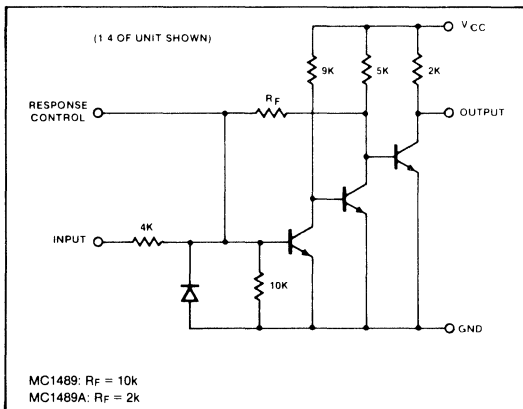 (1 4 OF UNIT SHOWN)
VCC
9K
5K
2K
RF
RESPONSE
CONTROL
OUTPUT
4K
INPUT
10K
GND
MC1489: RF = 10k
MC1489A: RF = 2k